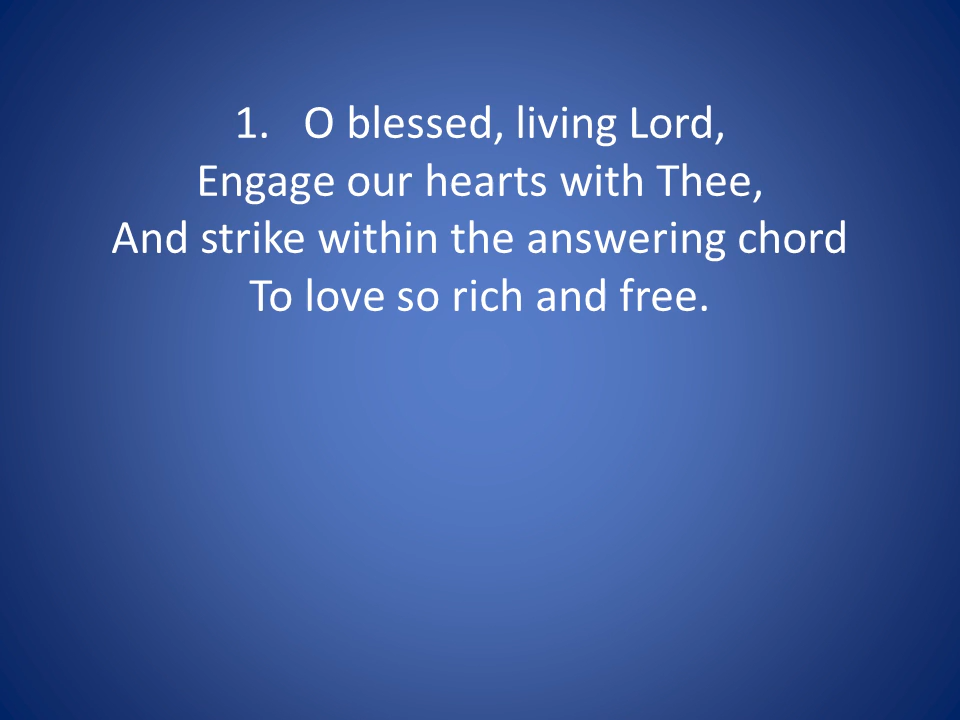 1. O blessed, living Lord,
Engage our hearts with Thee,
And strike within the answering chord
To love so rich and free.